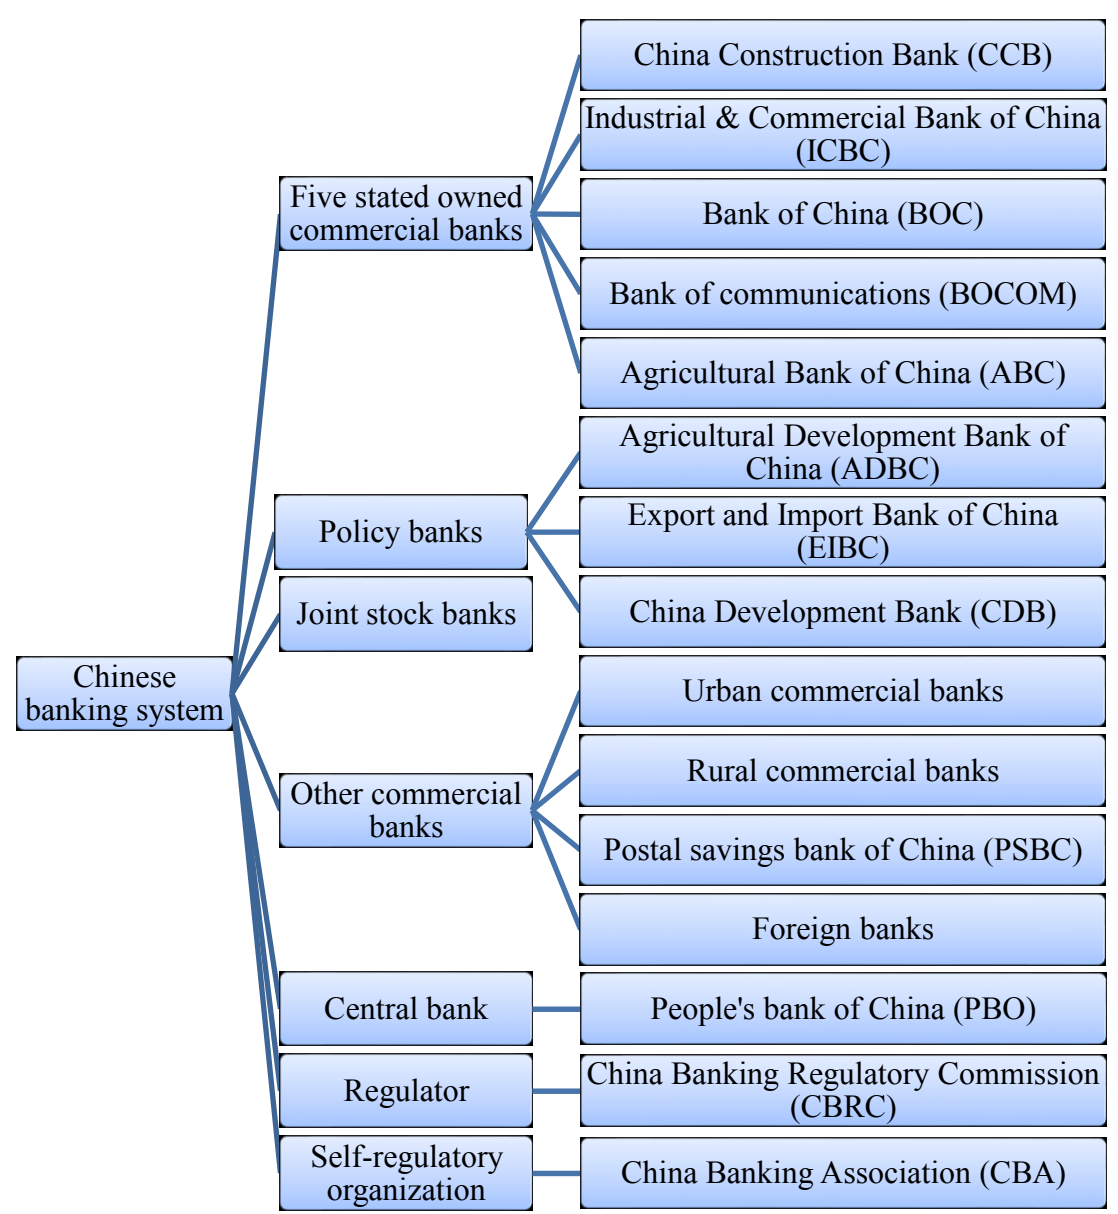 China Construction Bank (CCB)
Industrial & Commercial Bank of China
(ICBC)
Five stated owned
commercial banks
Bank of China (BOC)
Bank of communications (BOCOM)
Agricultural Bank of China (ABC)
Agricultural Development Bank of
China (ADBC)
Policy banks
Export and Import Bank of China
(EIBC)
Joint stock banks
China Development Bank (CDB)
Chinese
banking system
Urban commercial banks
Rural commercial banks
Other commercial
banks
Postal savings bank of China (PSBC)
Foreign banks
Central bank
People's bank of China (PBO)
Regulator
China Banking Regulatory Commission
(CBRC)
Self-regulatory
organization
China Banking Association (CBA)